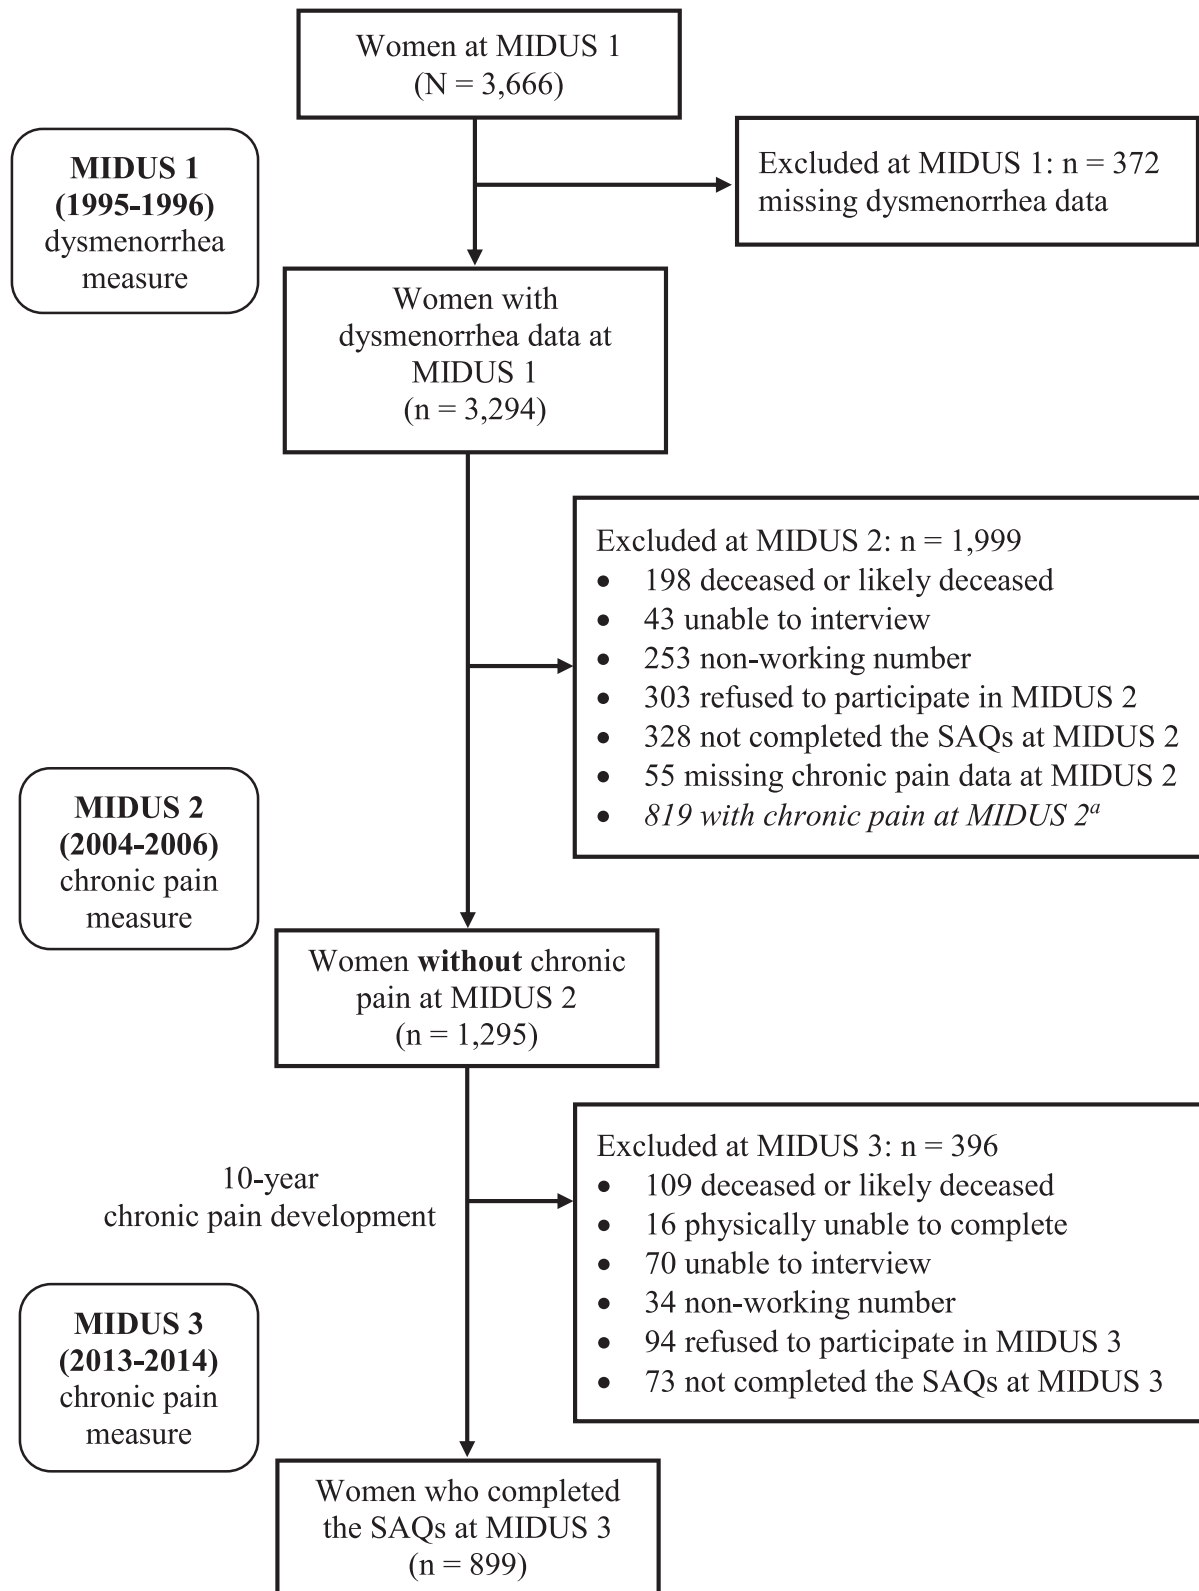 Women at MIDUS 1
(N = 3,666)
MIDUS 1
(1995-1996)
dysmenorrhea
measure
Excluded at MIDUS 1: n = 372
missing dysmenorrhea data
Women with
dysmenorrhea data at
MIDUS 1
(n = 3,294)
Excluded at MIDUS 2: n = 1,999
• 198 deceased or likely deceased
• 43 unable to interview
• 253 non-working number
• 303 refused to participate in MIDUS 2
• 328 not completed the SAQs at MIDUS 2
• 55 missing chronic pain data at MIDUS 2
• 819 with chronic pain at MIDUS 2a
MIDUS 2
(2004-2006)
chronic pain
measure
Women without chronic
pain at MIDUS 2
(n = 1,295)
10-year
chronic pain development
Excluded at MIDUS 3: n = 396
• 109 deceased or likely deceased
• 16 physically unable to complete
• 70 unable to interview
• 34 non-working number
• 94 refused to participate in MIDUS 3
• 73 not completed the SAQs at MIDUS 3
MIDUS 3
(2013-2014)
chronic pain
measure
Women who completed
the SAQs at MIDUS 3
(n = 899)